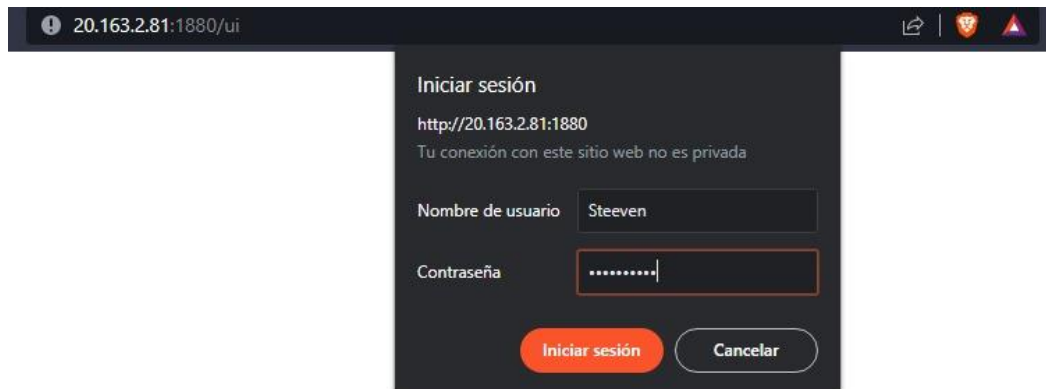 20.163.2.81:1880/ui
Iniciar sesión
http://20.163.2.81:1880
Tu conexión con este sitio web no es privada
Nombre de usuario Steeven
Contraseña ••••••••••
Iniciar sesión Cancelar